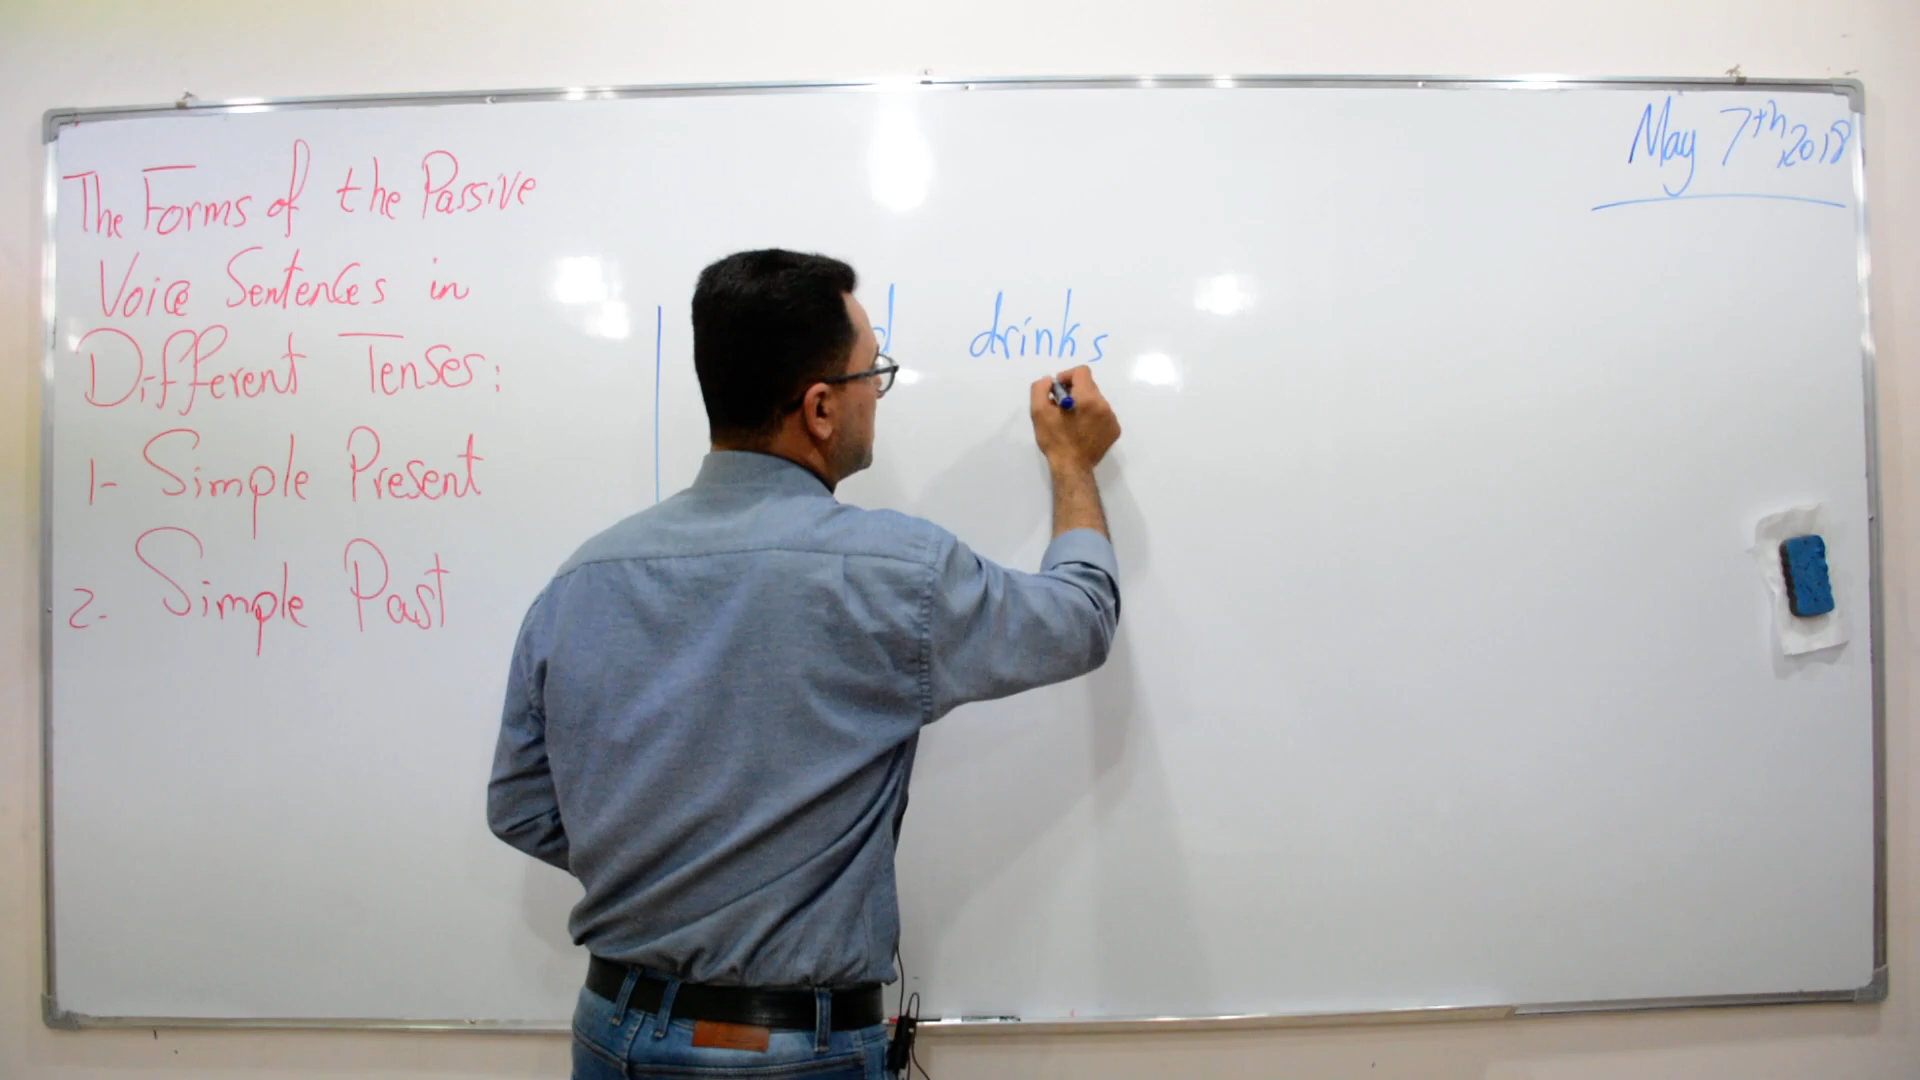 The Forms of the Passive
Voice Sentences in
Different Tenses:
1- Simple Present
2- Simple Past
drinks
May 7th, 2018